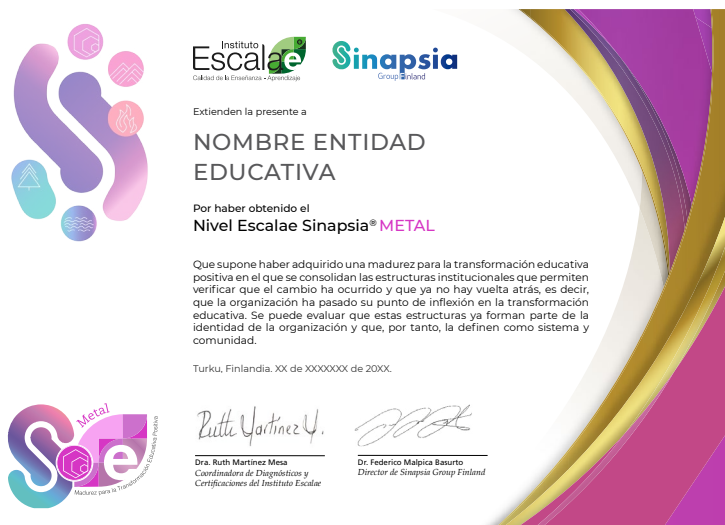 Instituto
Escalae
Calidad de la Enseñanza - Aprendizaje
Sinapsia
Group Finland
Extienden la presente a
NOMBRE ENTIDAD
EDUCATIVA
Por haber obtenido el
Nivel Escalae Sinapsia® METAL
Que supone haber adquirido una madurez para la transformación educativa
positiva en el que se consolidan las estructuras institucionales que permiten
verificar que el cambio ha ocurrido y que ya no hay vuelta atrás, es decir,
que la organización ha pasado su punto de inflexión en la transformación
educativa. Se puede evaluar que estas estructuras ya forman parte de la
identidad de la organización y que, por tanto, la definen como sistema y
comunidad.
Turku, Finlandia. XX de XXXXXXX de 20XX.
Metal
Se
Madurez para la Transformación Educativa Positiva
Ruth Martinez M.
Dra. Ruth Martínez Mesa
Coordinadora de Diagnósticos y
Certificaciones del Instituto Escalae
Dr. Federico Malpica Basurto
Director de Sinapsia Group Finland